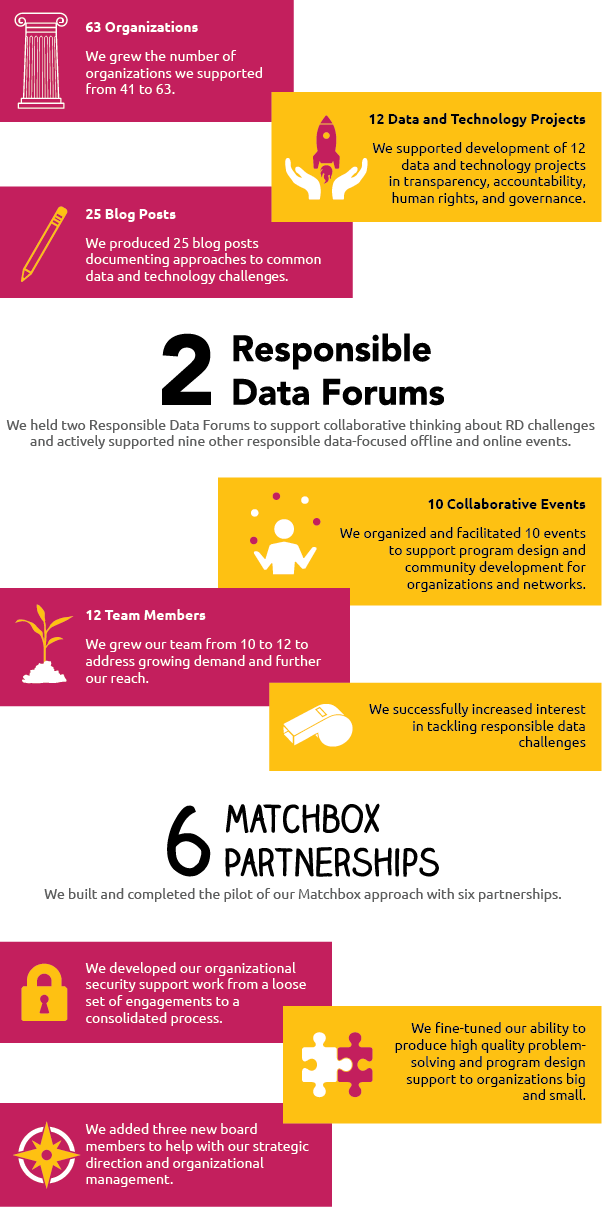 63 Organizations
We grew the number of
organizations we supported
from 41 to 63.
12 Data and Technology Projects
We supported development of 12
data and technology projects
in transparency, accountability,
human rights, and governance.
25 Blog Posts
We produced 25 blog posts
documenting approaches to common
data and technology challenges.
2 Responsible
Data Forums
We held two Responsible Data Forums to support collaborative thinking about RD challenges
and actively supported nine other responsible data-focused offline and online events.
10 Collaborative Events
We organized and facilitated 10 events
to support program design and
community development for
organizations and networks.
12 Team Members
We grew our team from 10 to 12 to
address growing demand and further
our reach.
We successfully increased interest
in tackling responsible data
challenges
6 MATCHBOX
PARTNERSHIPS
We built and completed the pilot of our Matchbox approach with six partnerships.
We developed our organizational
security support work from a loose
set of engagements to a
consolidated process.
We fine-tuned our ability to
produce high quality problem-
solving and program design
support to organizations big
and small.
We added three new board
members to help with our strategic
direction and organizational
management.